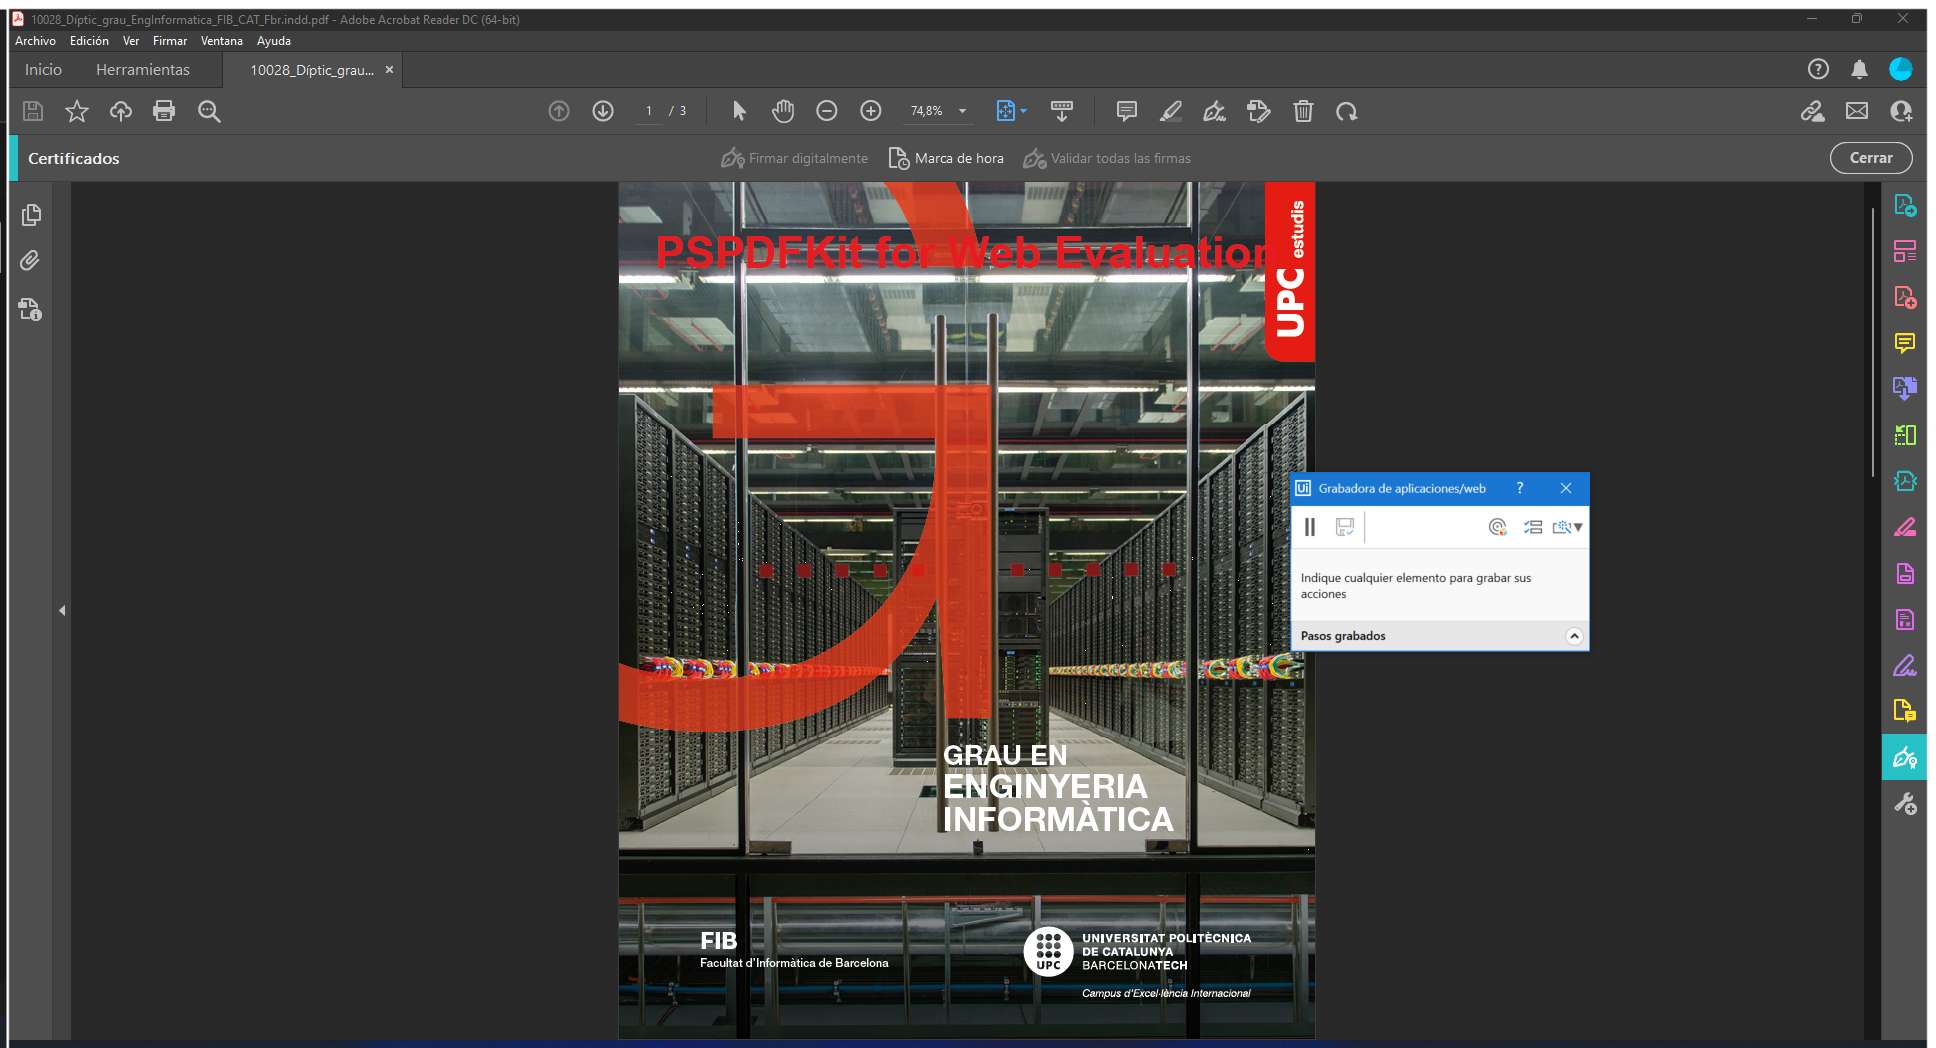 10028_Díptic_grau_EngInformatica_FIB_CAT_Fbr.indd.pdf - Adobe Acrobat Reader DC (64-bit)
Archivo Edición Ver Firmar Ventana Ayuda
Inicio Herramientas 10028_Díptic_grau... ×
1 / 3 74,8%
Certificados Firmar digitalmente Marca de hora Validar todas las firmas Cerrar
PSPDFKit for Web Evaluation
UPC estudis
Ui Grabadora de aplicaciones/web ?
Indique cualquier elemento para grabar sus
acciones
Pasos grabados
GRAU EN
ENGINYERIA
INFORMÀTICA
FIB
Facultat d'Informàtica de Barcelona
UPC
UNIVERSITAT POLITÈCNICA
DE CATALUNYA
BARCELONATECH
Campus d'Excel·lència Internacional